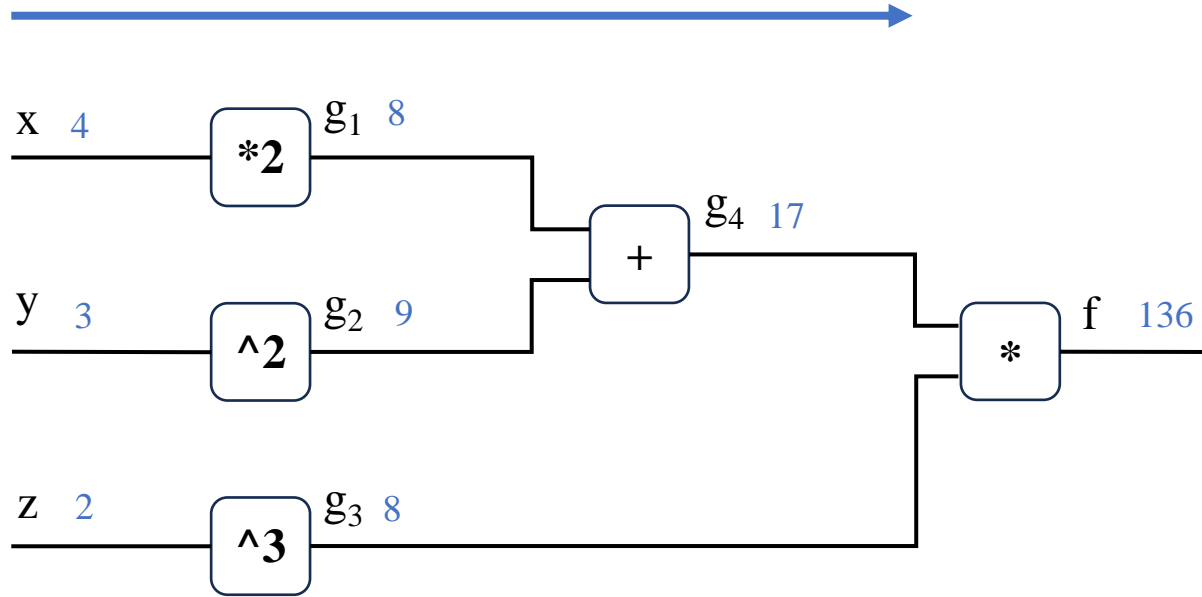 x 4 *2 g₁ 8
g₄ 17
+
y 3 ^2 g₂ 9
f 136
*
z 2 ^3 g₃ 8